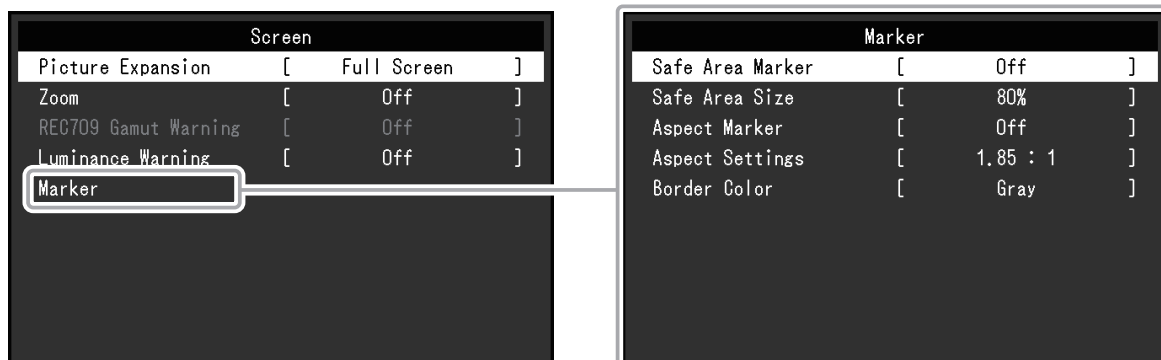 Screen
Picture Expansion [ Full Screen ]
Zoom [ Off ]
REC709 Gamut Warning [ Off ]
Luminance Warning [ Off ]
Marker
Marker
Safe Area Marker [ Off ]
Safe Area Size [ 80% ]
Aspect Marker [ Off ]
Aspect Settings [ 1.85 : 1 ]
Border Color [ Gray ]